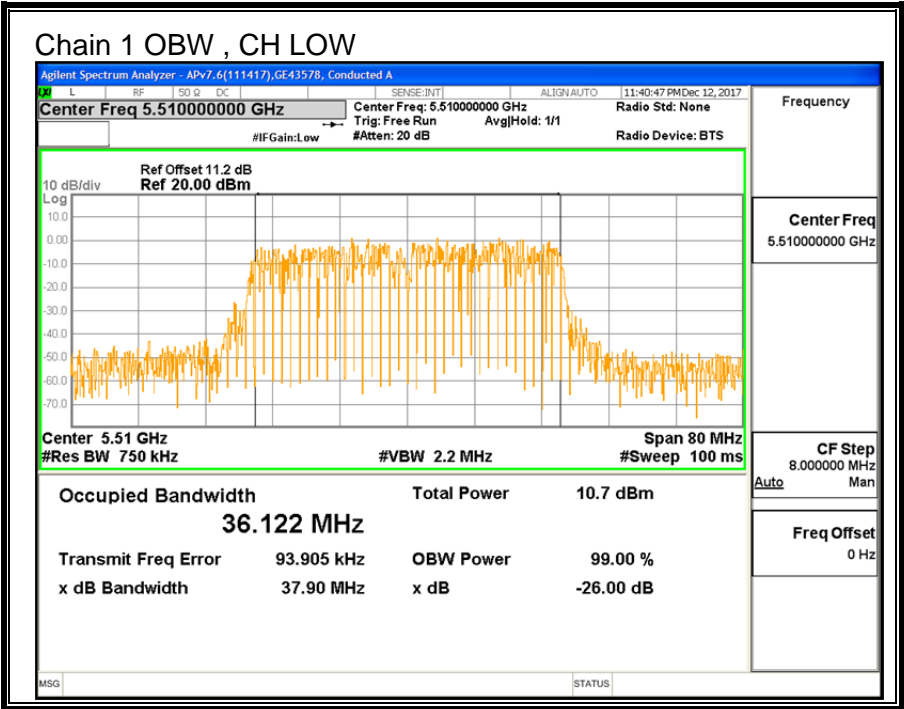 Chain 1 OBW , CH LOW
Agilent Spectrum Analyzer - APv7.6(111417),GE43578, Conducted A
L RF 50 Ω DC SENSE:INT ALIGN AUTO 11:40:47 PM Dec 12, 2017
Center Freq 5.510000000 GHz
Center Freq: 5.510000000 GHz
Radio Std: None
Trig: Free Run Avg|Hold: 1/1
#IFGain:Low
#Atten: 20 dB
Radio Device: BTS
Ref Offset 11.2 dB
10 dB/div Ref 20.00 dBm
Log
10.0
0.00
-10.0
-20.0
-30.0
-40.0
-50.0
-60.0
-70.0
Center 5.51 GHz Span 80 MHz
#Res BW 750 kHz #VBW 2.2 MHz #Sweep 100 ms
Occupied Bandwidth Total Power 10.7 dBm
36.122 MHz
Transmit Freq Error 93.905 kHz OBW Power 99.00 %
x dB Bandwidth 37.90 MHz x dB -26.00 dB
MSG STATUS
Frequency
Center Freq
5.510000000 GHz
CF Step
8.000000 MHz
Auto Man
Freq Offset
0 Hz